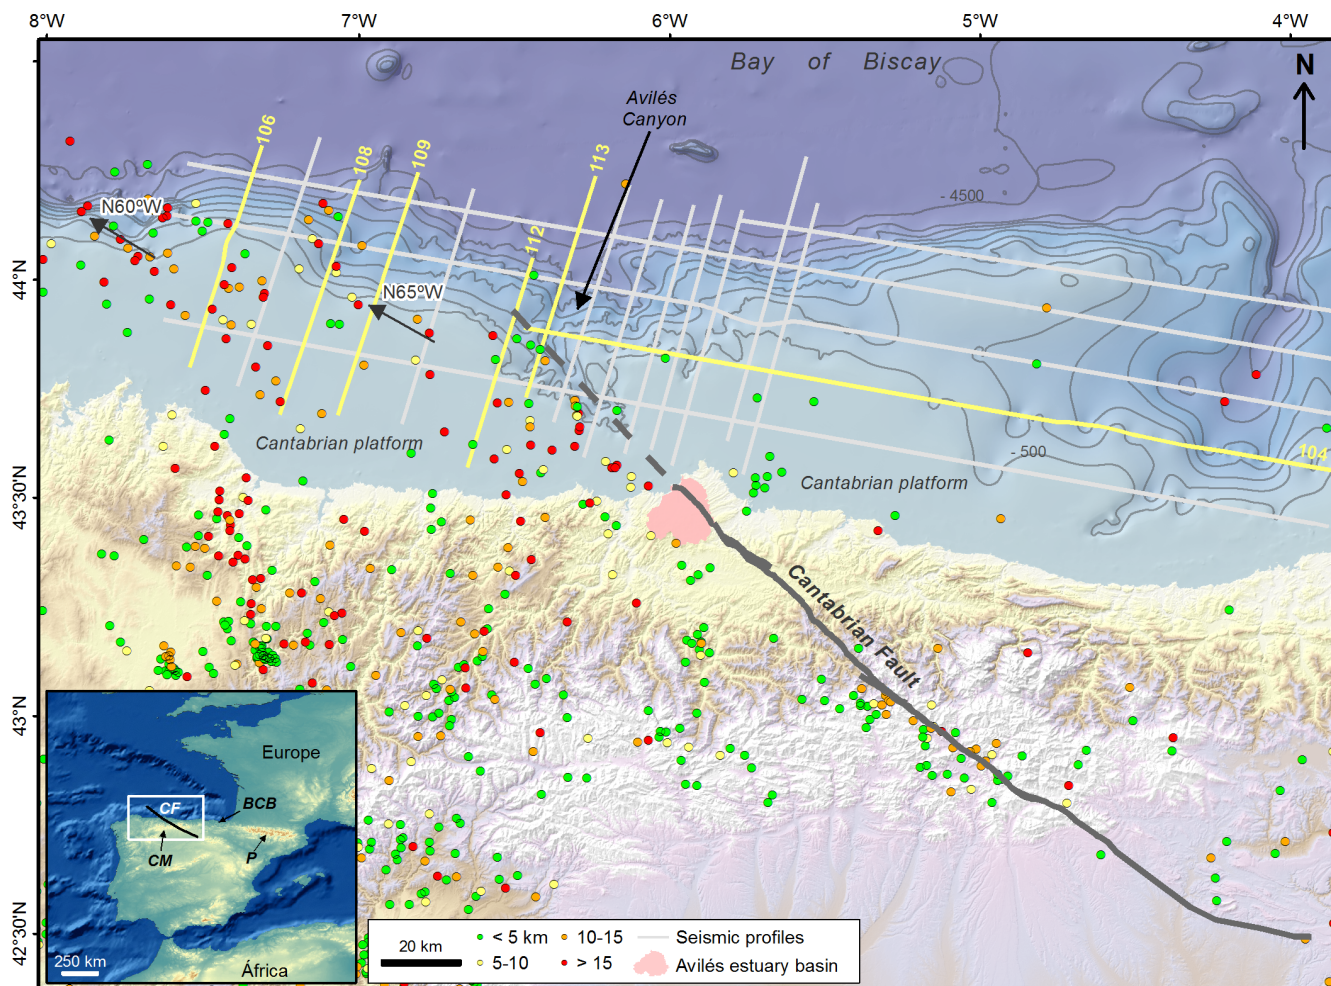 8°W 7°W 6°W 5°W 4°W
Bay of Biscay
N
Avilés
Canyon
106
108
109
113
112
- 4500
N60ºW
N65ºW
44°N
Cantabrian platform
- 500
104
43°30'N
Cantabrian platform
Cantabrian Fault
43°N
Europe
CF
BCB
CM
P
África
250 km
42°30'N
20 km
< 5 km
10-15
Seismic profiles
5-10
> 15
Avilés estuary basin